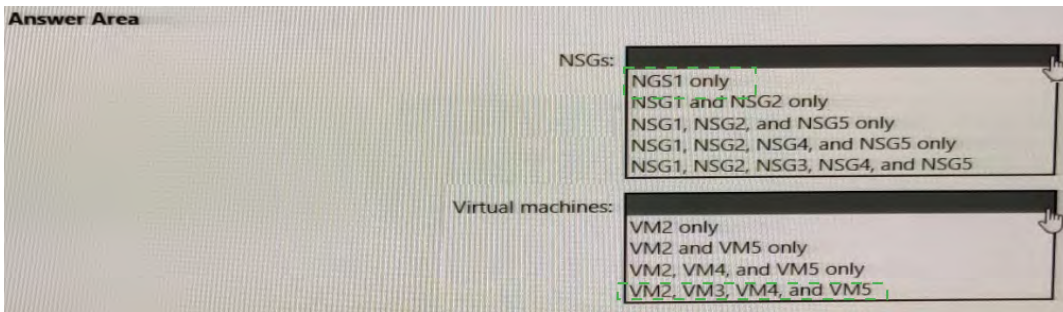 Answer Area
NSGs:
NGS1 only
NSG1 and NSG2 only
NSG1, NSG2, and NSG5 only
NSG1, NSG2, NSG4, and NSG5 only
NSG1, NSG2, NSG3, NSG4, and NSG5
Virtual machines:
VM2 only
VM2 and VM5 only
VM2, VM4, and VM5 only
VM2, VM3, VM4, and VM5